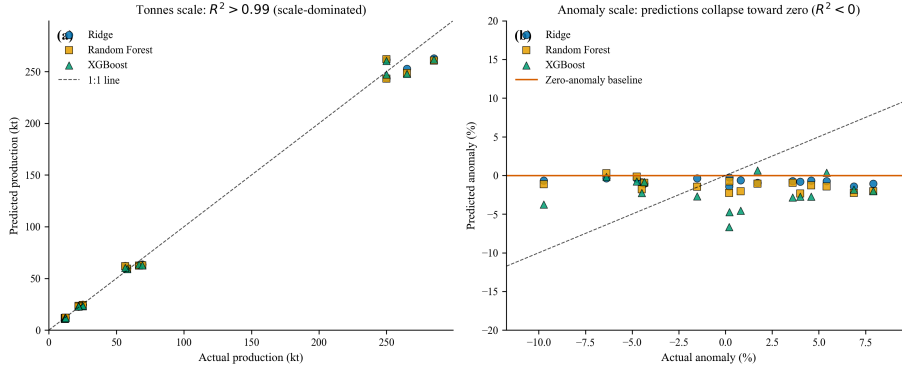 Tonnes scale: R² > 0.99 (scale-dominated)
(a)
Ridge
Random Forest
XGBoost
1:1 line
250
200
150
100
50
0
Predicted production (kt)
0 50 100 150 200 250
Actual production (kt)
Anomaly scale: predictions collapse toward zero (R² < 0)
(b)
Ridge
Random Forest
XGBoost
Zero-anomaly baseline
20
15
10
5
0
−5
−10
−15
−20
Predicted anomaly (%)
−10.0 −7.5 −5.0 −2.5 0.0 2.5 5.0 7.5
Actual anomaly (%)